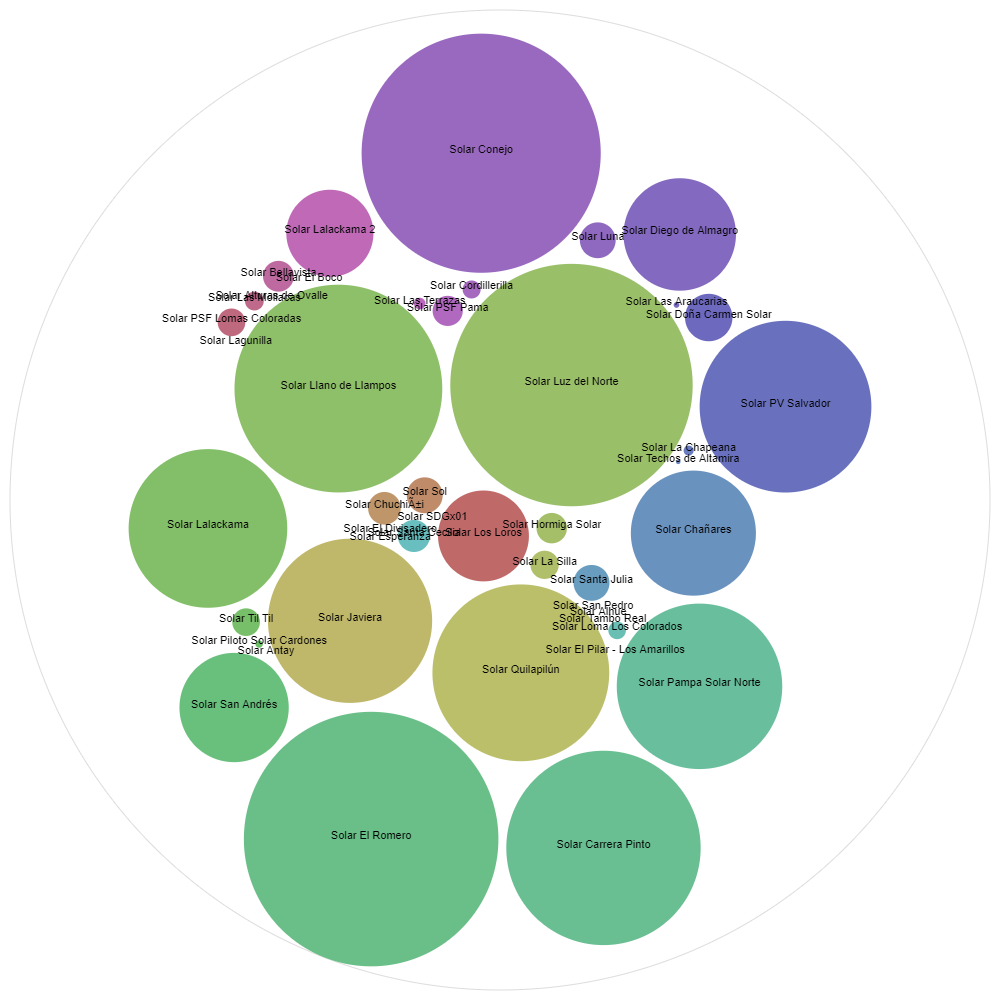 Solar Conejo
Solar Lalackama 2
Solar Diego de Almagro
Solar Luna
Solar Bellavista
Solar El Boco
Solar Cordillerilla
Solar Alturas de Ovalle
Solar Las Mollacas
Solar Las Terrazas
Solar Las Araucarias
Solar PSF Pama
Solar Doña Carmen Solar
Solar PSF Lomas Coloradas
Solar Lagunilla
Solar Llano de Llampos
Solar Luz del Norte
Solar PV Salvador
Solar La Chapeana
Solar Techos de Altamira
Solar Sol
Solar ChuchiÃ±i
Solar SDGx01
Solar Lalackama
Solar Hormiga Solar
Solar El Divisadero
Solar Santa Cecilia
Solar Los Loros
Solar Esperanza
Solar Chañares
Solar La Silla
Solar Santa Julia
Solar San Pedro
Solar Alhué
Solar Tambo Real
Solar Til Til
Solar Javiera
Solar Loma Los Colorados
Solar Piloto Solar Cardones
Solar Antay
Solar El Pilar - Los Amarillos
Solar Quilapilún
Solar Pampa Solar Norte
Solar San Andrés
Solar El Romero
Solar Carrera Pinto